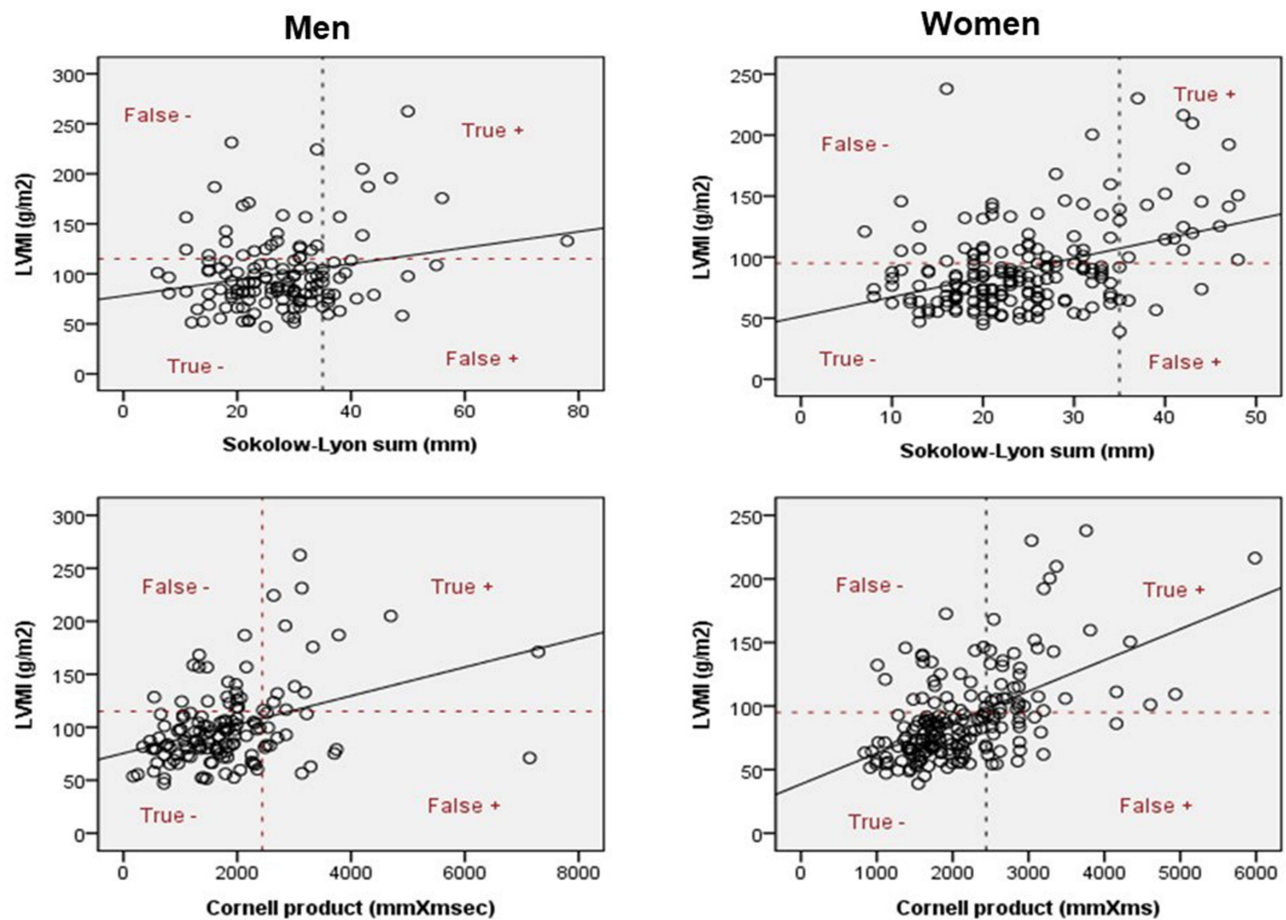 Men
Women
300
250
200
150
100
50
0
LVMI (g/m2)
False -
True +
True -
False +
0
20
40
60
80
Sokolow-Lyon sum (mm)
250
200
150
100
50
0
LVMI (g/m2)
True +
False -
True -
False +
0
10
20
30
40
50
Sokolow-Lyon sum (mm)
300
250
200
150
100
50
0
LVMI (g/m2)
False -
True +
True -
False +
0
2000
4000
6000
8000
Cornell product (mmXmsec)
250
200
150
100
50
0
LVMI (g/m2)
False -
True +
True -
False +
0
1000
2000
3000
4000
5000
6000
Cornell product (mmXms)